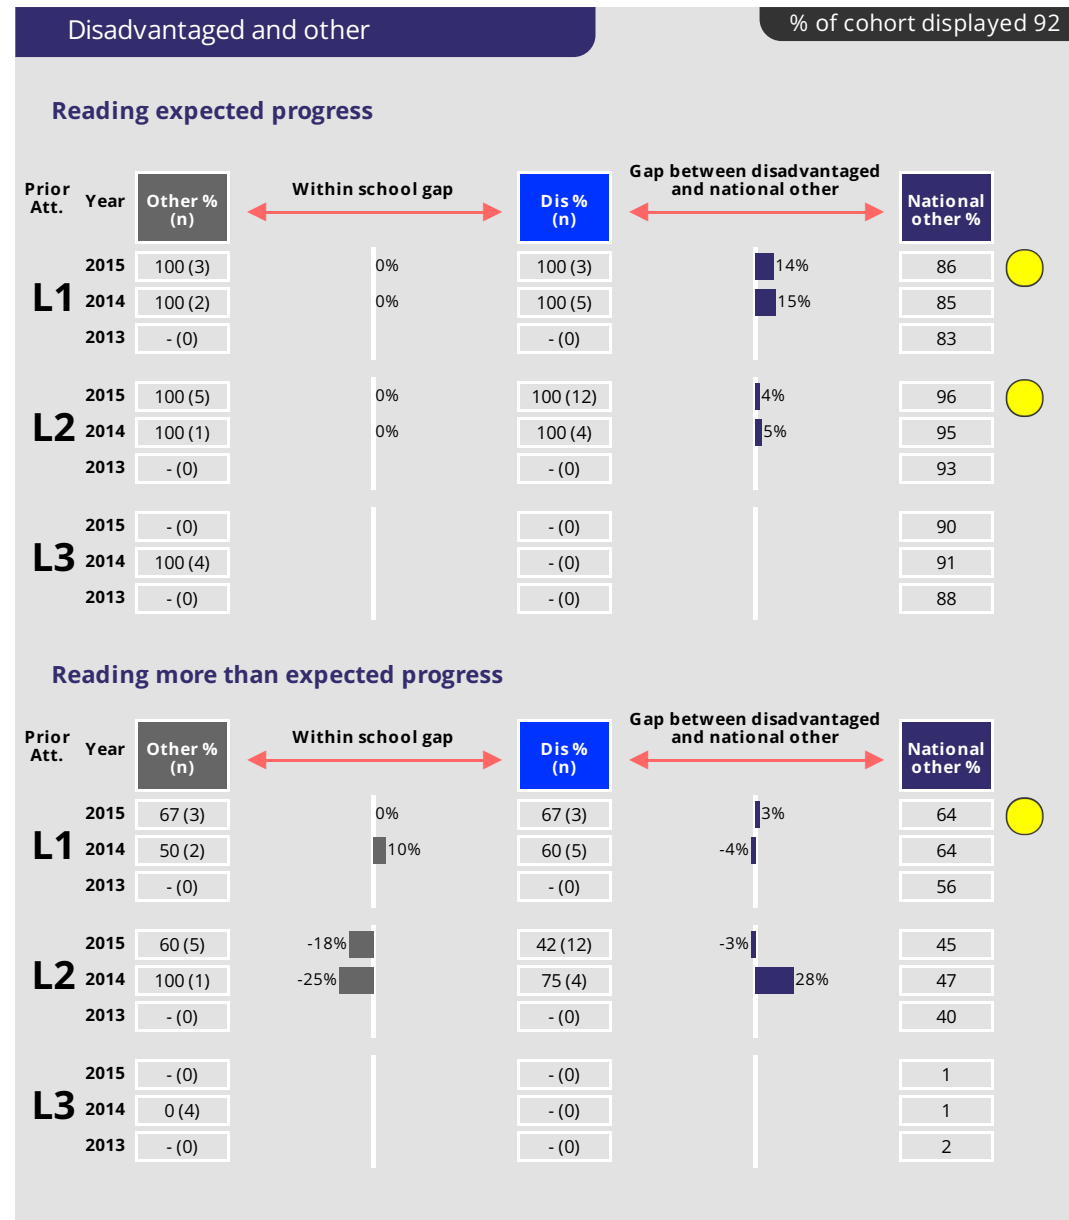 Disadvantaged and other
% of cohort displayed 92
Reading expected progress
Prior Att.
Year
Other % (n)
Within school gap
Dis % (n)
Gap between disadvantaged and national other
National other %
L1
2015 100 (3) 0% 100 (3) 14% 86
2014 100 (2) 0% 100 (5) 15% 85
2013 - (0) - (0) 83
L2
2015 100 (5) 0% 100 (12) 4% 96
2014 100 (1) 0% 100 (4) 5% 95
2013 - (0) - (0) 93
L3
2015 - (0) - (0) 90
2014 100 (4) - (0) 91
2013 - (0) - (0) 88
Reading more than expected progress
Prior Att.
Year
Other % (n)
Within school gap
Dis % (n)
Gap between disadvantaged and national other
National other %
L1
2015 67 (3) 0% 67 (3) 3% 64
2014 50 (2) 10% 60 (5) -4% 64
2013 - (0) - (0) 56
L2
2015 60 (5) -18% 42 (12) -3% 45
2014 100 (1) -25% 75 (4) 28% 47
2013 - (0) - (0) 40
L3
2015 - (0) - (0) 1
2014 0 (4) - (0) 1
2013 - (0) - (0) 2